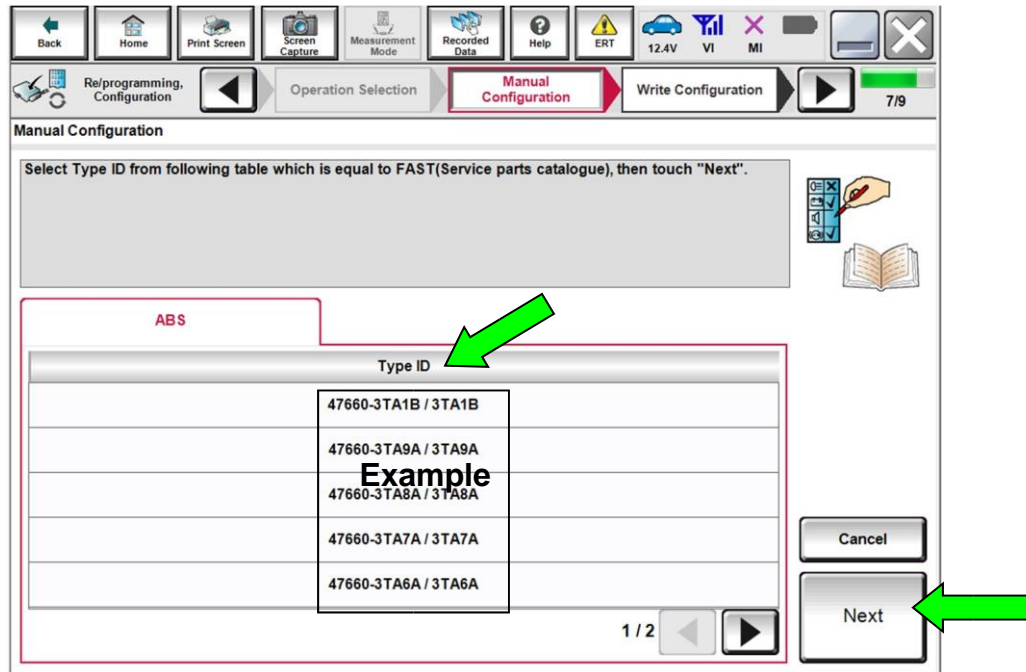 Back
Home
Print Screen
Screen
Capture
Measurement
Mode
Recorded
Data
Help
ERT
12.4V
VI
MI
Re/programming,
Configuration
Operation Selection
Manual
Configuration
Write Configuration
7/9
Manual Configuration
Select Type ID from following table which is equal to FAST(Service parts catalogue), then touch "Next".
ABS
Type ID
47660-3TA1B / 3TA1B
47660-3TA9A / 3TA9A
Example
47660-3TA8A / 3TA8A
47660-3TA7A / 3TA7A
47660-3TA6A / 3TA6A
Cancel
Next
1 / 2